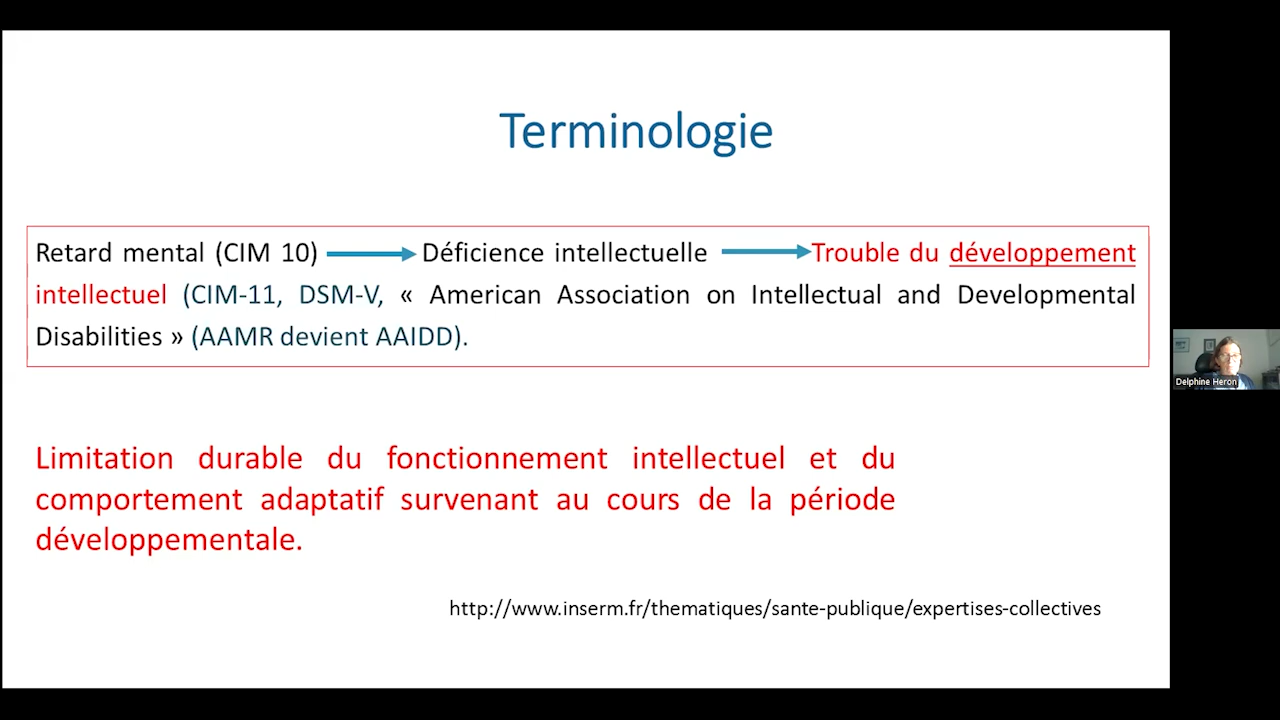 Terminologie
Retard mental (CIM 10) Déficience intellectuelle Trouble du développement
intellectuel (CIM-11, DSM-V, « American Association on Intellectual and Developmental
Disabilities » (AAMR devient AAIDD).
Limitation durable du fonctionnement intellectuel et du
comportement adaptatif survenant au cours de la période
développementale.
http://www.inserm.fr/thematiques/sante-publique/expertises-collectives
Delphine Heron